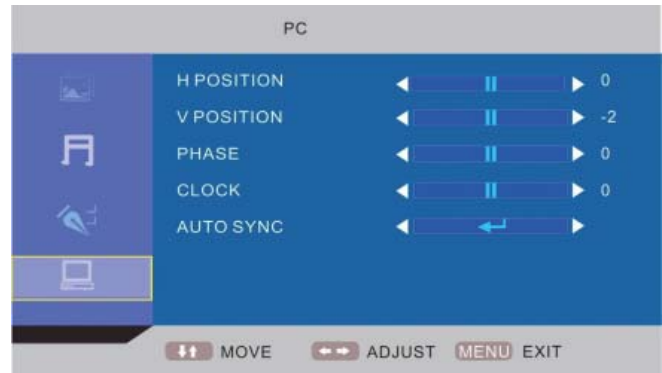 PC
H POSITION 0
V POSITION -2
PHASE 0
CLOCK 0
AUTO SYNC
MOVE ADJUST MENU EXIT